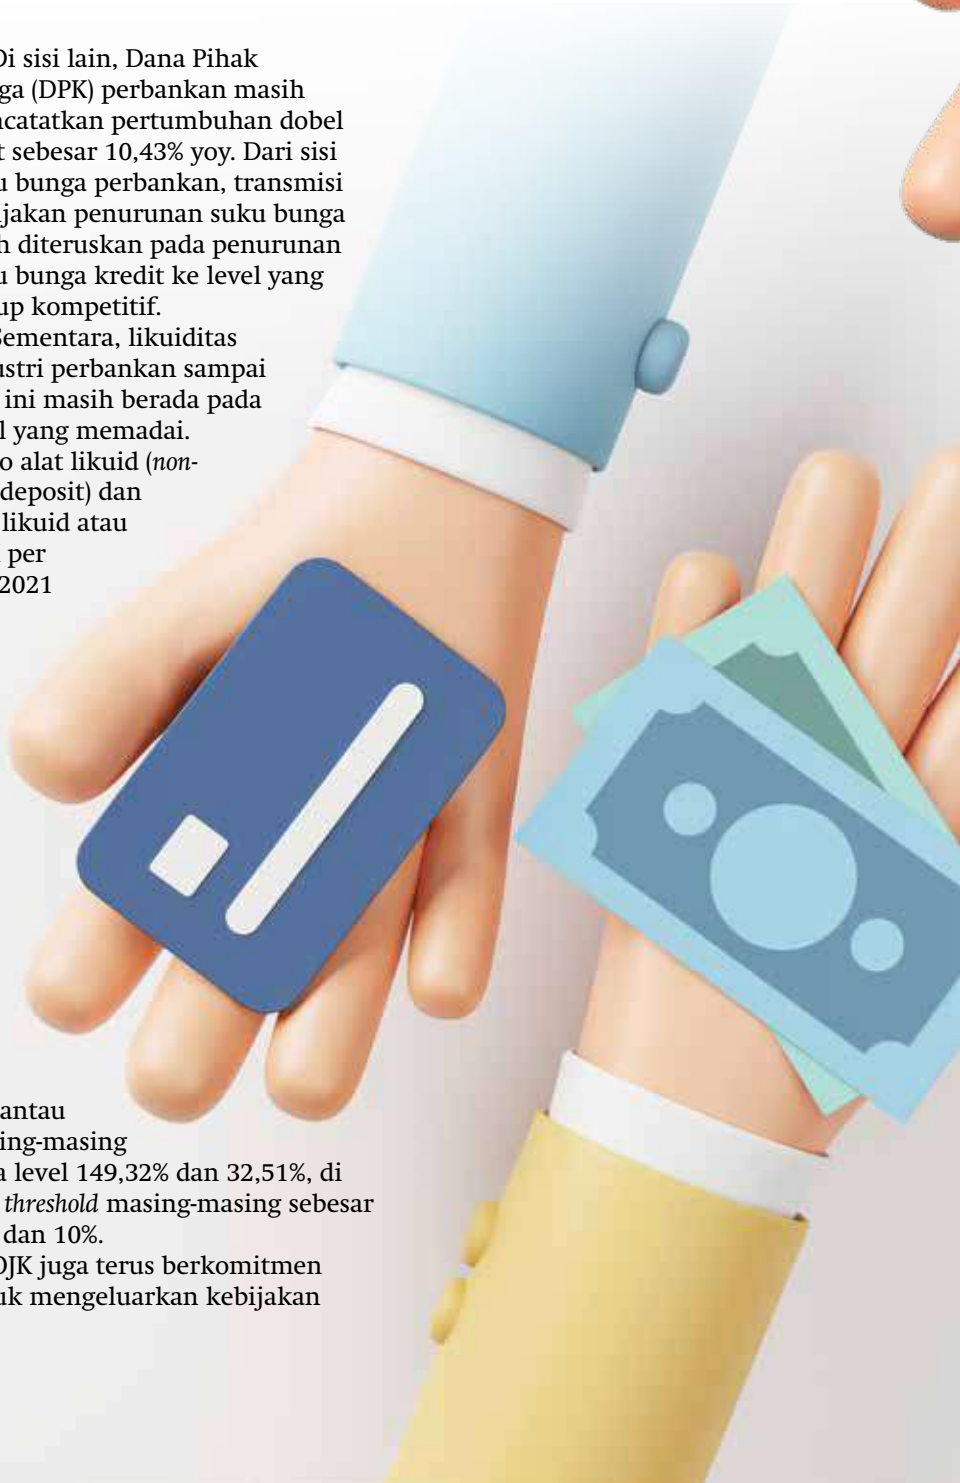 Di sisi lain, Dana Pihak
ga (DPK) perbankan masih
catatkan pertumbuhan dobel
t sebesar 10,43% yoy. Dari sisi
u bunga perbankan, transmisi
ijakan penurunan suku bunga
h diteruskan pada penurunan
u bunga kredit ke level yang
up kompetitif.
Sementara, likuiditas
ustri perbankan sampai
ini masih berada pada
l yang memadai.
o alat likuid (non-
deposit) dan
likuid atau
per
2021
antau
ing-masing
a level 149,32% dan 32,51%, di
threshold masing-masing sebesar
dan 10%.
OJK juga terus berkomitmen
uk mengeluarkan kebijakan